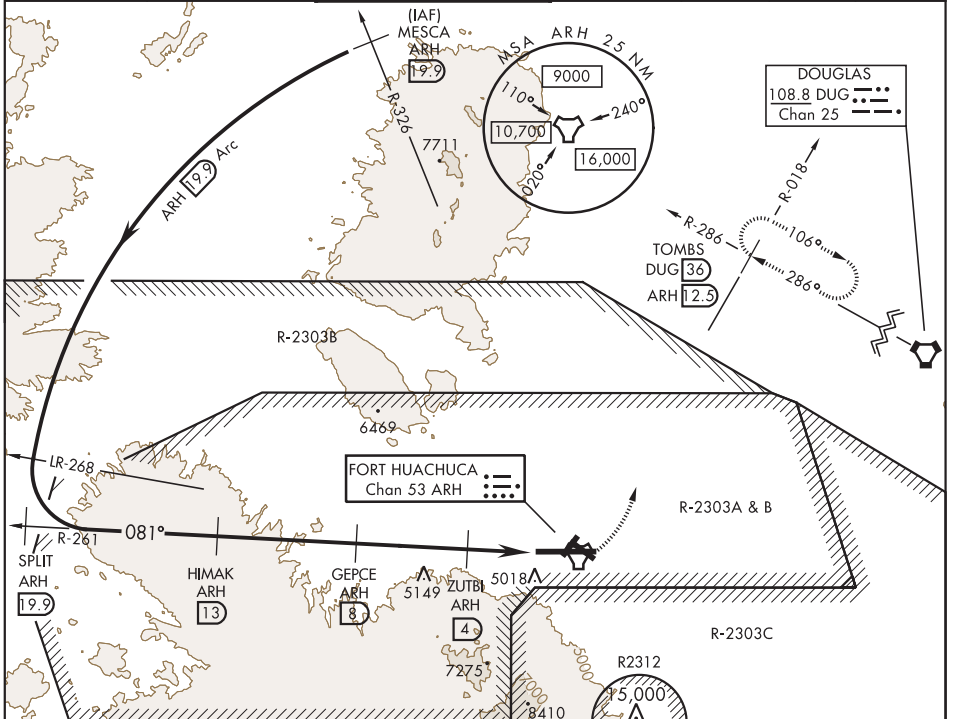 (IAF)
MESCA
ARH
19.9
R-326
7711
MSA ARH 25 NM
9000
110°
240°
10,700
16,000
020°
DOUGLAS
108.8 DUG
Chan 25
ARH 19.9 Arc
R-018
R-286
106°
286°
TOMBS
DUG 36
ARH 12.5
R-2303B
6469
LR-268
FORT HUACHUCA
Chan 53 ARH
R-2303A & B
R-261
081°
SPLIT
ARH
19.9
HIMAK
ARH
13
GEPCE
ARH
8
5149
ZUTBI
ARH
4
5018
R-2303C
7275
5000
7000
8410
R2312
15,000